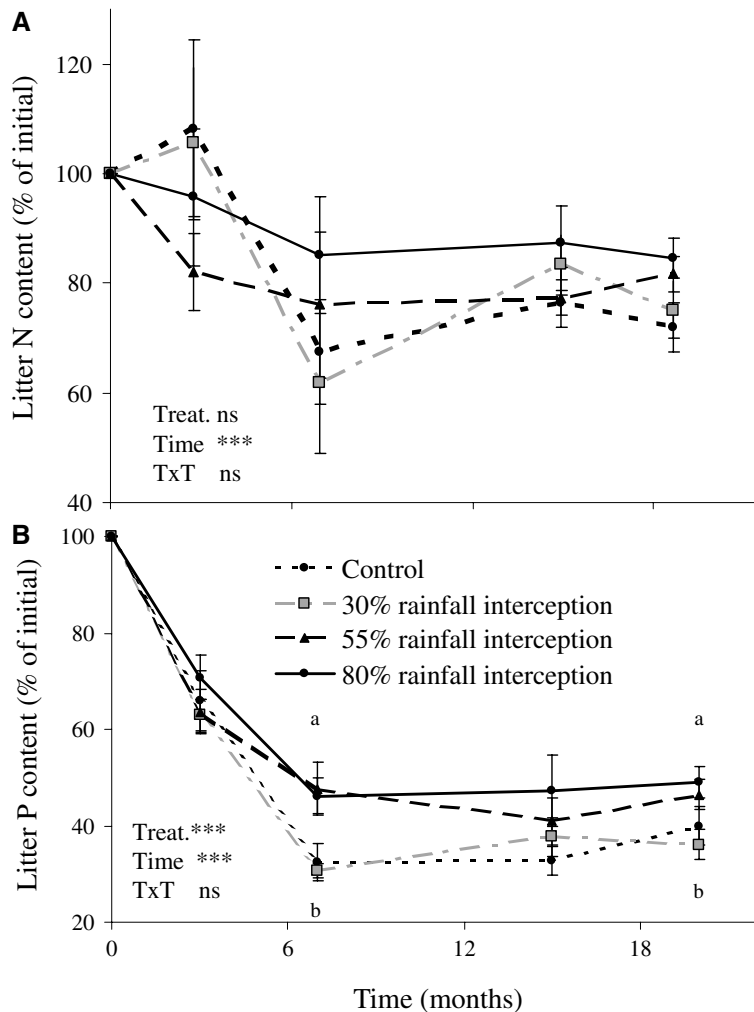 A
Litter N content (% of initial)
120
100
80
60
40
Treat. ns
Time ***
TxT ns
B
Litter P content (% of initial)
100
80
60
40
20
Control
30% rainfall interception
55% rainfall interception
80% rainfall interception
a
a
Treat.***
Time ***
TxT ns
b
b
0
6
12
18
Time (months)